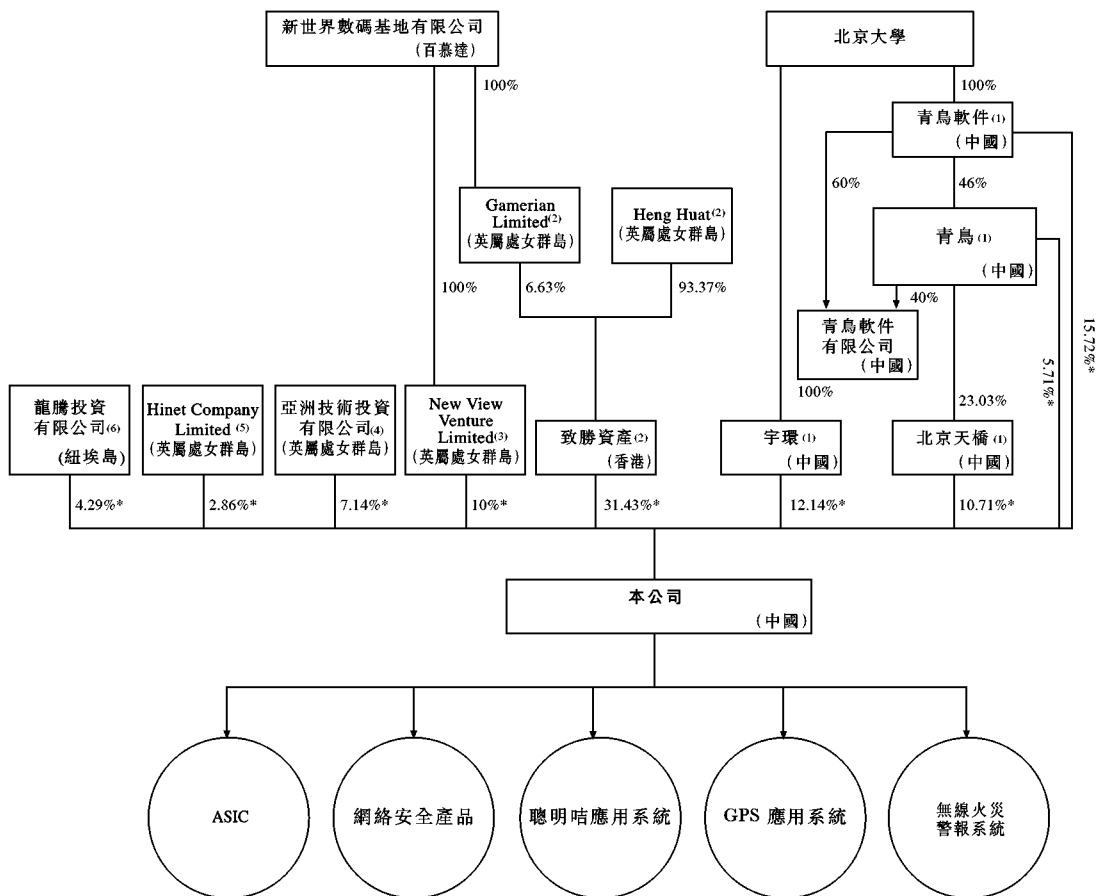 新世界數碼基地有限公司
(百慕達)
北京大學
100%
100%
青鳥軟件(1)
(中國)
60%
46%
Gamerian
Limited(2)
(英屬處女群島)
Heng Huat(2)
(英屬處女群島)
青鳥(1)
(中國)
100%
6.63%
93.37%
40%
青鳥軟件
有限公司
(中國)
15.72%*
5.71%*
100%
23.03%
龍騰投資
有限公司(6)
(紐埃島)
Hinet Company
Limited (5)
(英屬處女群島)
亞洲技術投資
有限公司(4)
(英屬處女群島)
New View
Venture
Limited(3)
(英屬處女群島)
致勝資產(2)
(香港)
宇環(1)
(中國)
北京天橋(1)
(中國)
4.29%*
2.86%*
7.14%*
10%*
31.43%*
12.14%*
10.71%*
本公司
(中國)
ASIC
網絡安全產品
聰明咭應用系統
GPS 應用系統
無線火災
警報系統